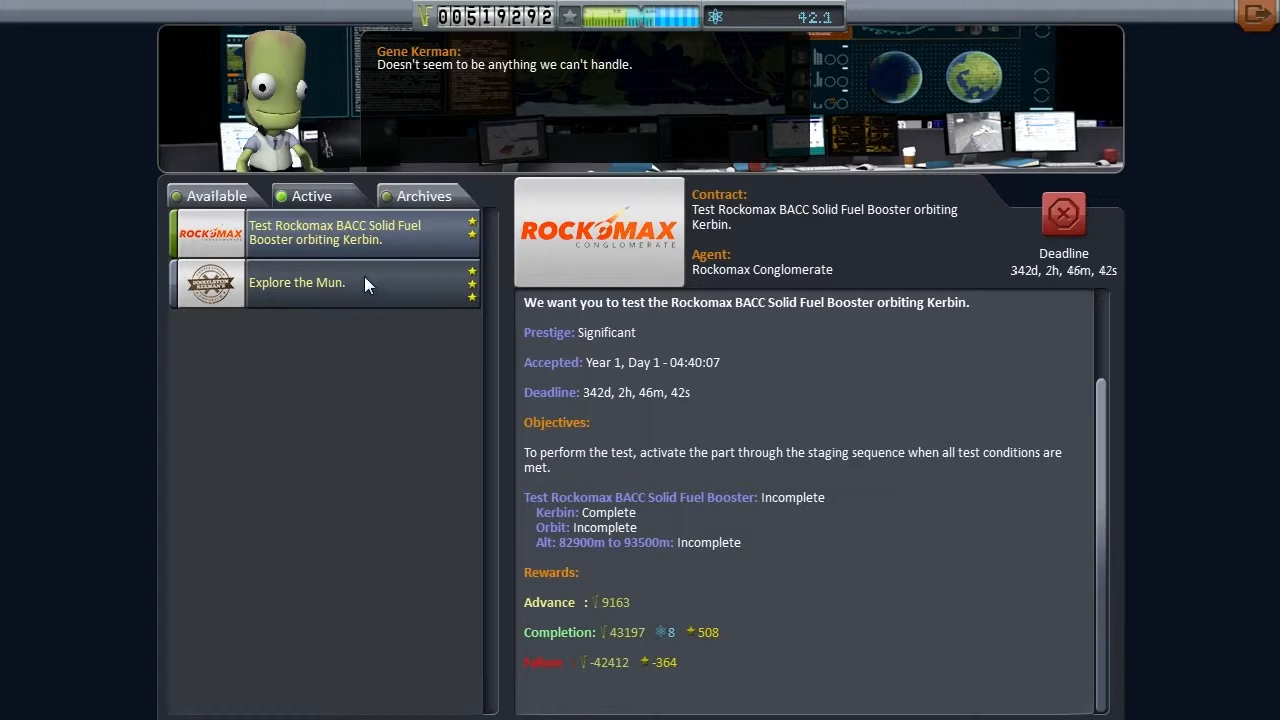 00519292
42.1
Gene Kerman:
Doesn't seem to be anything we can't handle.
Available
Active
Archives
Test Rockomax BACC Solid Fuel
Booster orbiting Kerbin.
Explore the Mun.
ROCKOMAX
CONGLOMERATE
Contract:
Test Rockomax BACC Solid Fuel Booster orbiting
Kerbin.
Agent:
Rockomax Conglomerate
Deadline
342d, 2h, 46m, 42s
We want you to test the Rockomax BACC Solid Fuel Booster orbiting Kerbin.
Prestige: Significant
Accepted: Year 1, Day 1 - 04:40:07
Deadline: 342d, 2h, 46m, 42s
Objectives:
To perform the test, activate the part through the staging sequence when all test conditions are
met.
Test Rockomax BACC Solid Fuel Booster: Incomplete
Kerbin: Complete
Orbit: Incomplete
Alt: 82900m to 93500m: Incomplete
Rewards:
Advance : 9163
Completion: 43197 8 508
-42412 -364